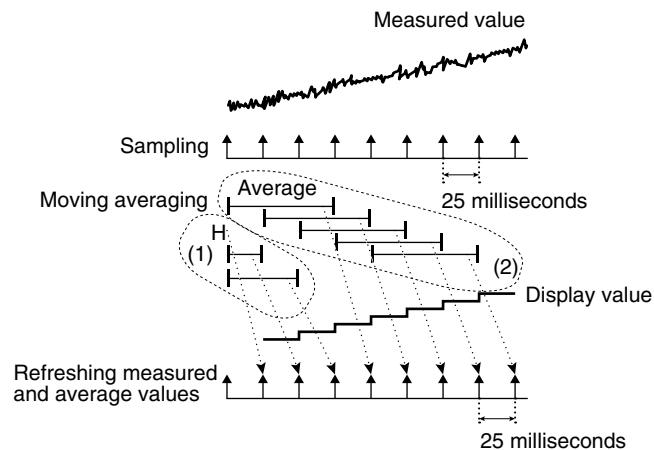 Measured value
Sampling
25 milliseconds
Moving averaging
Average
H
(1)
(2)
Display value
Refreshing measured
and average values
25 milliseconds